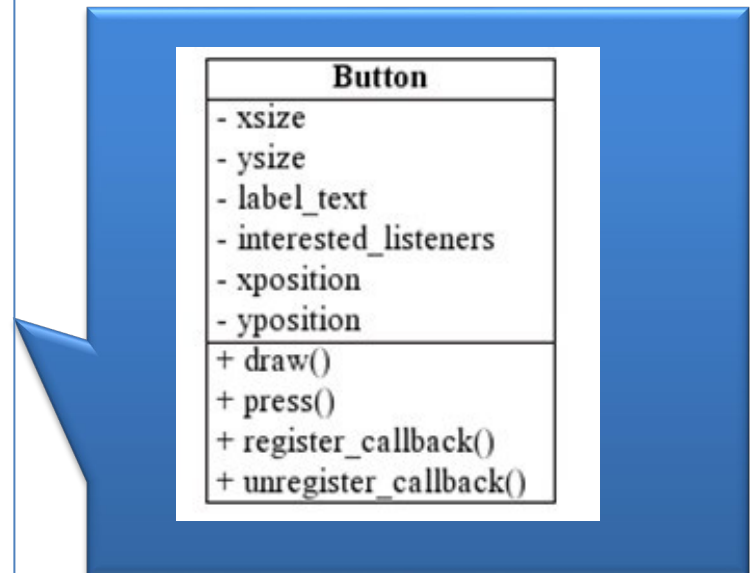 Button
- xsize
- ysize
- label_text
- interested_listeners
- xposition
- yposition
+ draw()
+ press()
+ register_callback()
+ unregister_callback()